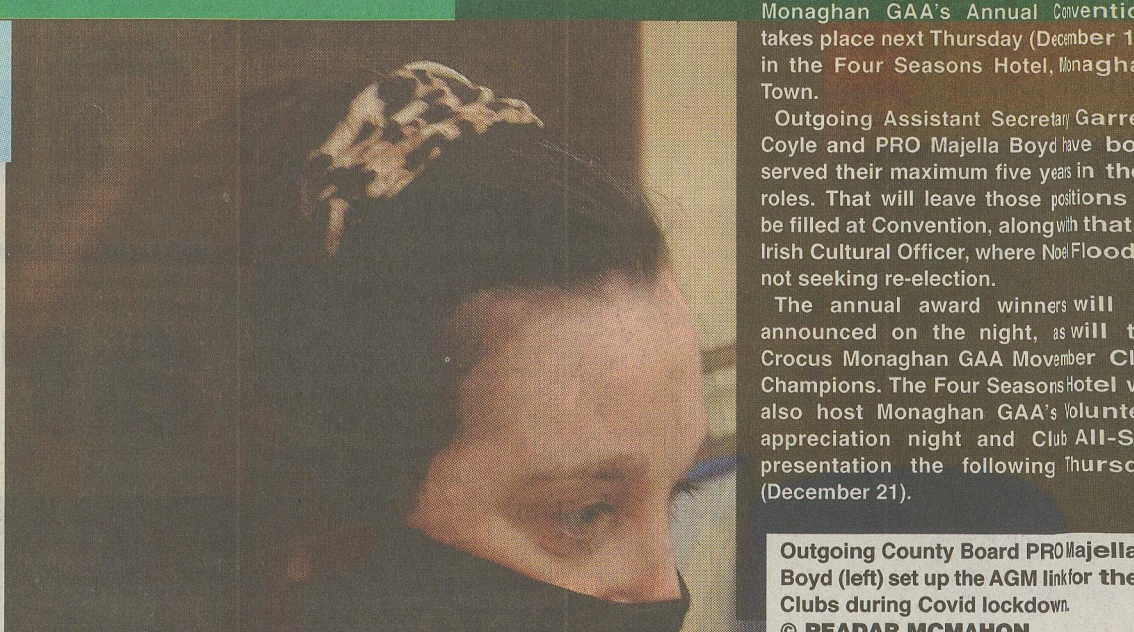 Monaghan GAA's Annual Conventio
takes place next Thursday (December 1
in the Four Seasons Hotel, Monagha
Town.
Outgoing Assistant Secretary Garre
Coyle and PRO Majella Boyd have bo
served their maximum five years in the
roles. That will leave those positions
be filled at Convention, along with that
Irish Cultural Officer, where Noel Flood
not seeking re-election.
The annual award winners will
announced on the night, as will t
Crocus Monaghan GAA Movember Cl
Champions. The Four Seasons Hotel w
also host Monaghan GAA's Volunte
appreciation night and Club All-S
presentation the following Thursd
(December 21).
Outgoing County Board PRO Majella
Boyd (left) set up the AGM link for the
Clubs during Covid lockdown.
© PEADAR MCMAHON